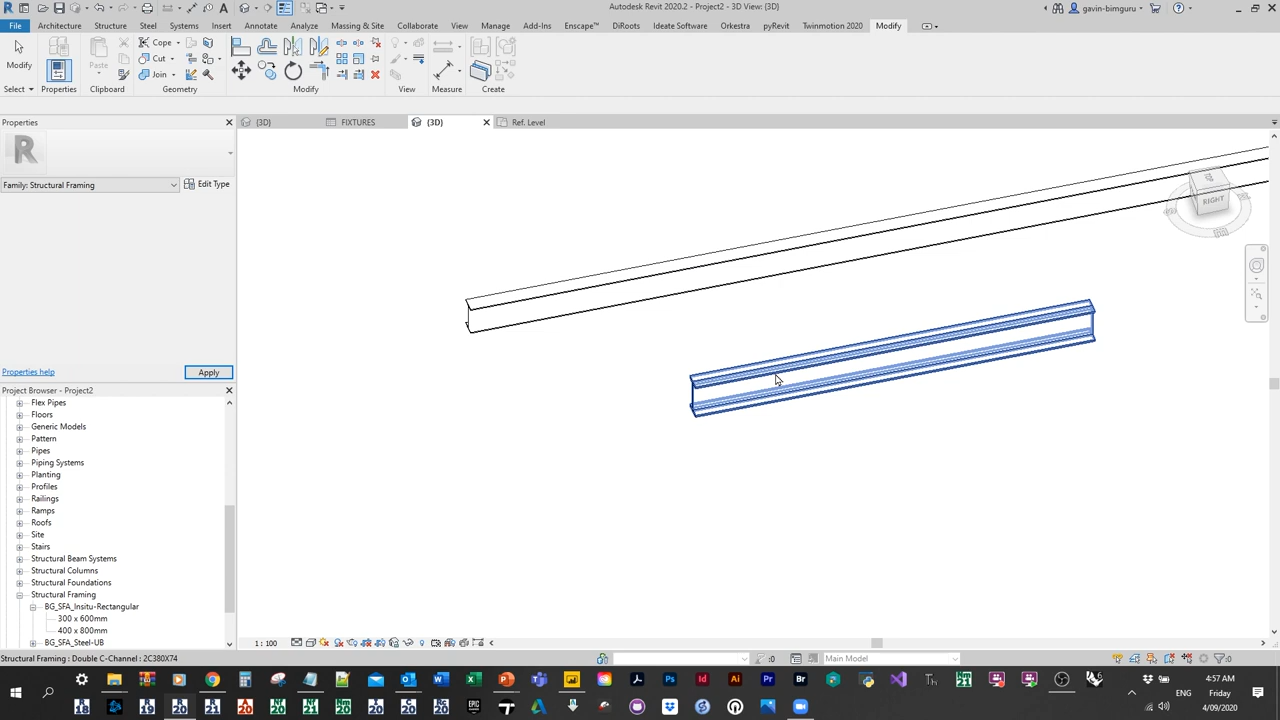 Autodesk Revit 2020.2 - Project2 - 3D View: {3D}
gavin-bimguru
File Architecture Structure Steel Systems Insert Annotate Analyze Massing & Site Collaborate View Manage Add-Ins Enscape™ DiRoots Ideate Software Orkestra pyRevit Twinmotion 2020 Modify
Modify Paste Cope Cut Join
Select Properties Clipboard Geometry Modify View Measure Create
Properties {3D} FIXTURES {3D} Ref. Level
Family: Structural Framing Edit Type
TOP
RIGHT
Properties help Apply
Project Browser - Project2
Flex Pipes
Floors
Generic Models
Pattern
Pipes
Piping Systems
Planting
Profiles
Railings
Ramps
Roofs
Site
Stairs
Structural Beam Systems
Structural Columns
Structural Foundations
Structural Framing
BG_SFA_Insitu-Rectangular
300 x 600mm
400 x 800mm
BG_SFA_Steel-UB
1 : 100
Structural Framing : Double C-Channel : 2C380X74 :0 Main Model :0
4:57 AM
ENG Friday
4/09/2020